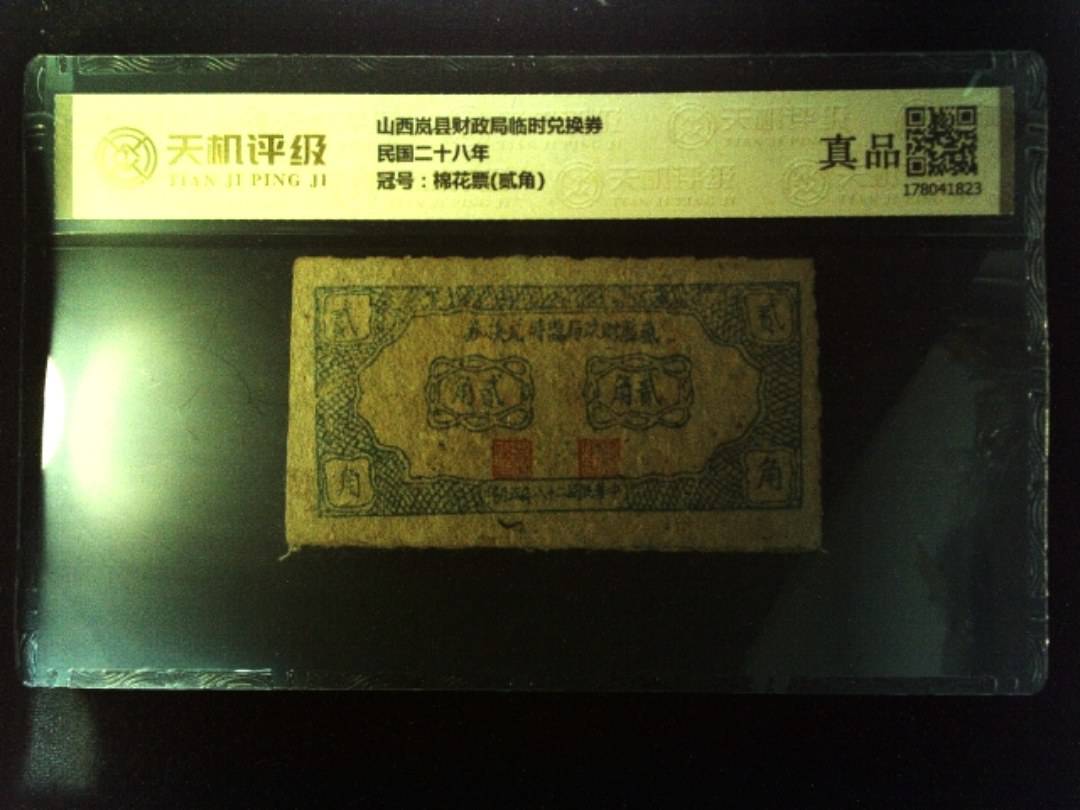 天机评级
TIAN JI PING JI
山西岚县财政局临时兑换券
民国二十八年
冠号：棉花票(贰角)
真品
178041823
贰
贰
角贰
角贰
角
角